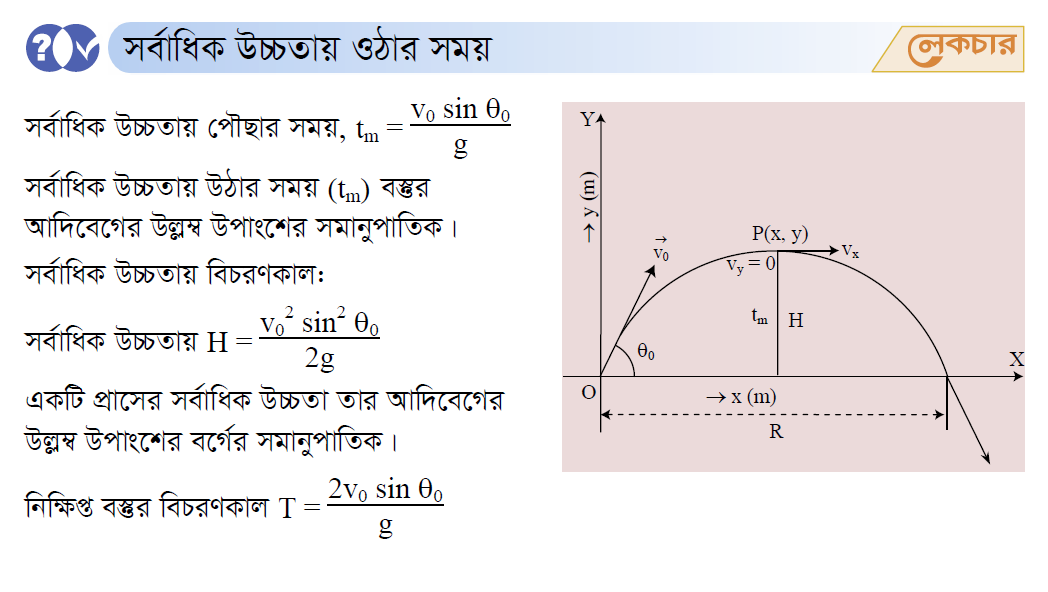 ?
সর্বাধিক উচ্চতায় ওঠার সময়
লেকচার
সর্বাধিক উচ্চতায় পৌছার সময়, tₘ = v₀ sin θ₀ / g
সর্বাধিক উচ্চতায় উঠার সময় (tₘ) বস্তুর
আদিবেগের উল্লম্ব উপাংশের সমানুপাতিক।
সর্বাধিক উচ্চতায় বিচরণকাল:
সর্বাধিক উচ্চতায় H = v₀² sin² θ₀ / 2g
একটি প্রাসের সর্বাধিক উচ্চতা তার আদিবেগের
উল্লম্ব উপাংশের বর্গের সমানুপাতিক।
নিক্ষিপ্ত বস্তুর বিচরণকাল T = 2v₀ sin θ₀ / g
Y
→ y (m)
P(x, y)
v₀
vₓ
vᵧ = 0
tₘ
H
θ₀
X
O
→ x (m)
R